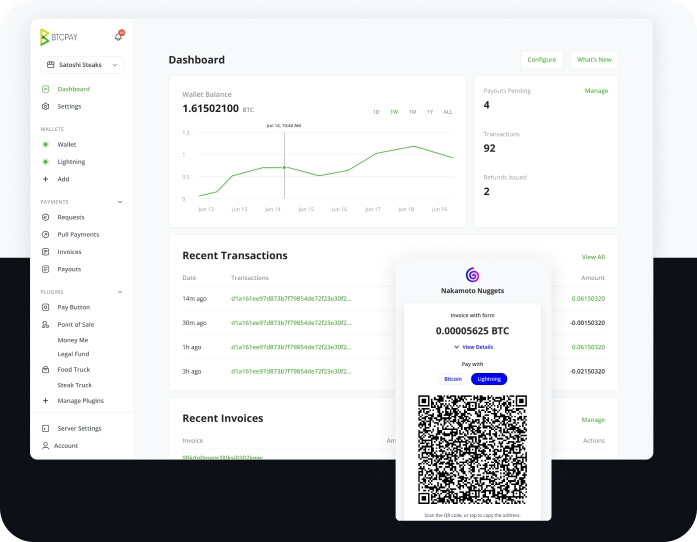 BTCPAY
Satoshi Steaks
Dashboard
Settings
WALLETS
Wallet
Lightning
Add
PAYMENTS
Requests
Pull Payments
Invoices
Payouts
PLUGINS
Pay Button
Point of Sale
Money Me
Legal Fund
Food Truck
Steak Truck
Manage Plugins
Server Settings
Account
Dashboard
Configure
What's New
Wallet Balance
1.61502100 BTC
1D 1W 1M 1Y ALL
Jun 14, 10:40 AM
1.5
1
0.5
0
Jun 12 Jun 13 Jun 14 Jun 15 Jun 16 Jun 17 Jun 18 Jun 19
Payouts Pending
Manage
4
Transactions
92
Refunds Issued
2
Recent Transactions
View All
Date Transactions Amount
14m ago d1a161ee97d873b7f79854de72f23e30f2... 0.06150320
30m ago d1a161ee97d873b7f79854de72f23e30f2... -0.00150320
1h ago d1a161ee97d873b7f79854de72f23e30f2... 0.06150320
3h ago d1a161ee97d873b7f79854de72f23e30f2... -0.02150320
Recent Invoices
Manage
Invoice Am Actions
Nakamoto Nuggets
Invoice with form
0.00005625 BTC
View Details
Pay with
Bitcoin
Lightning
Scan the QR code, or tap to copy the address.